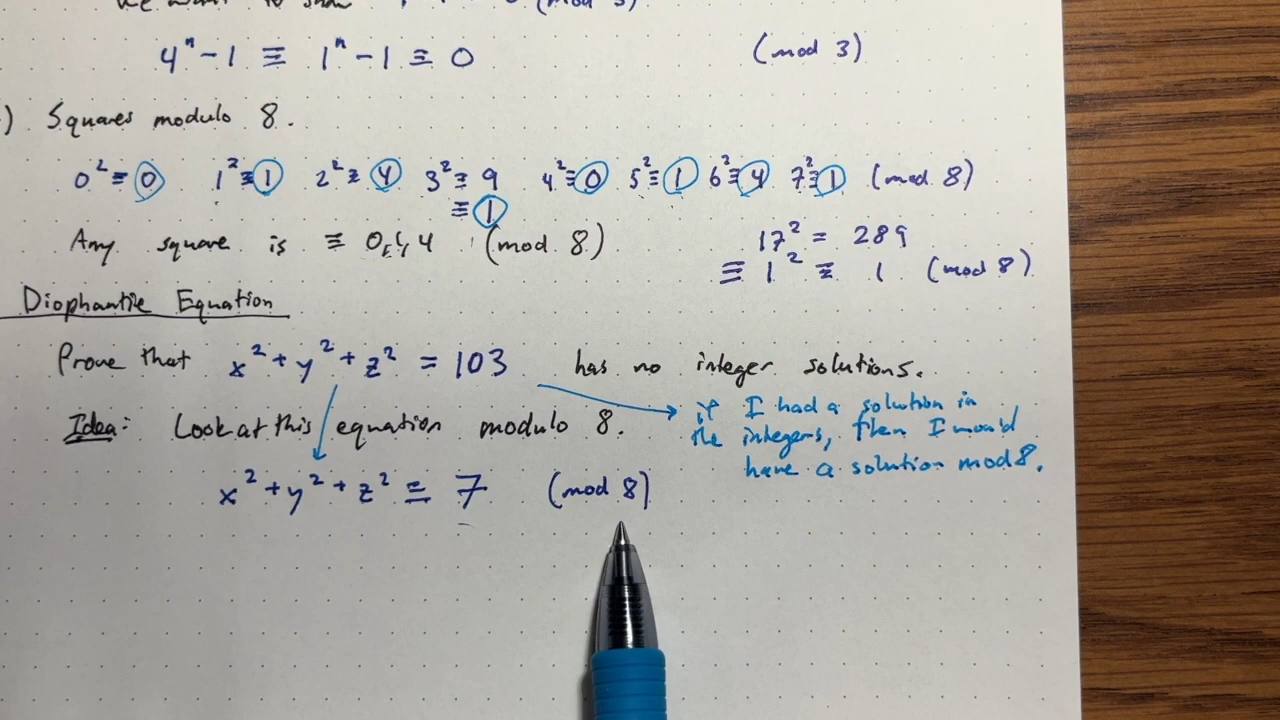 (mod 3)
4ⁿ - 1 ≡ 1ⁿ - 1 ≡ 0 (mod 3)
) Squares modulo 8.
0² ≡ 0 1² ≡ 1 2² ≡ 4 3² ≡ 9 4² ≡ 0 5² ≡ 1 6² ≡ 4 7² ≡ 1 (mod 8)
≡ 1
Any square is ≡ 0, 1, 4 (mod 8)
17² = 289
≡ 1² ≡ 1 (mod 8)
Diophantie Equation
Prove that x² + y² + z² = 103 has no integer solutions.
Idea: Look at this equation modulo 8.
if I had a solution in
the integers, then I would
have a solution mod 8.
x² + y² + z² ≡ 7 (mod 8)